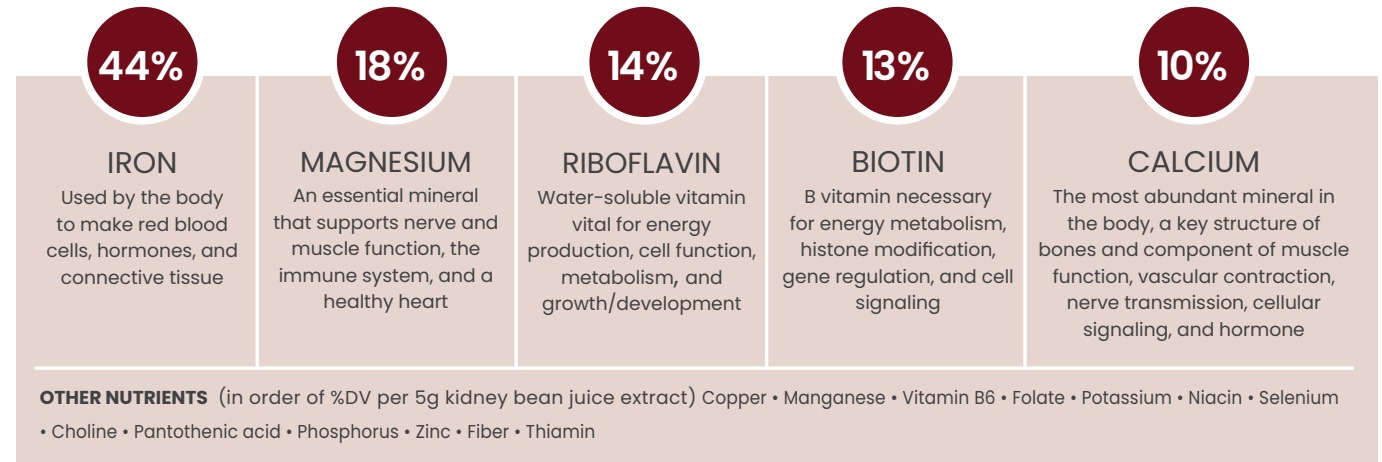 44%
18%
14%
13%
10%
IRON
Used by the body
to make red blood
cells, hormones, and
connective tissue
MAGNESIUM
An essential mineral
that supports nerve and
muscle function, the
immune system, and a
healthy heart
RIBOFLAVIN
Water-soluble vitamin
vital for energy
production, cell function,
metabolism, and
growth/development
BIOTIN
B vitamin necessary
for energy metabolism,
histone modification,
gene regulation, and cell
signaling
CALCIUM
The most abundant mineral in
the body, a key structure of
bones and component of muscle
function, vascular contraction,
nerve transmission, cellular
signaling, and hormone
OTHER NUTRIENTS (in order of %DV per 5g kidney bean juice extract) Copper • Manganese • Vitamin B6 • Folate • Potassium • Niacin • Selenium
• Choline • Pantothenic acid • Phosphorus • Zinc • Fiber • Thiamin